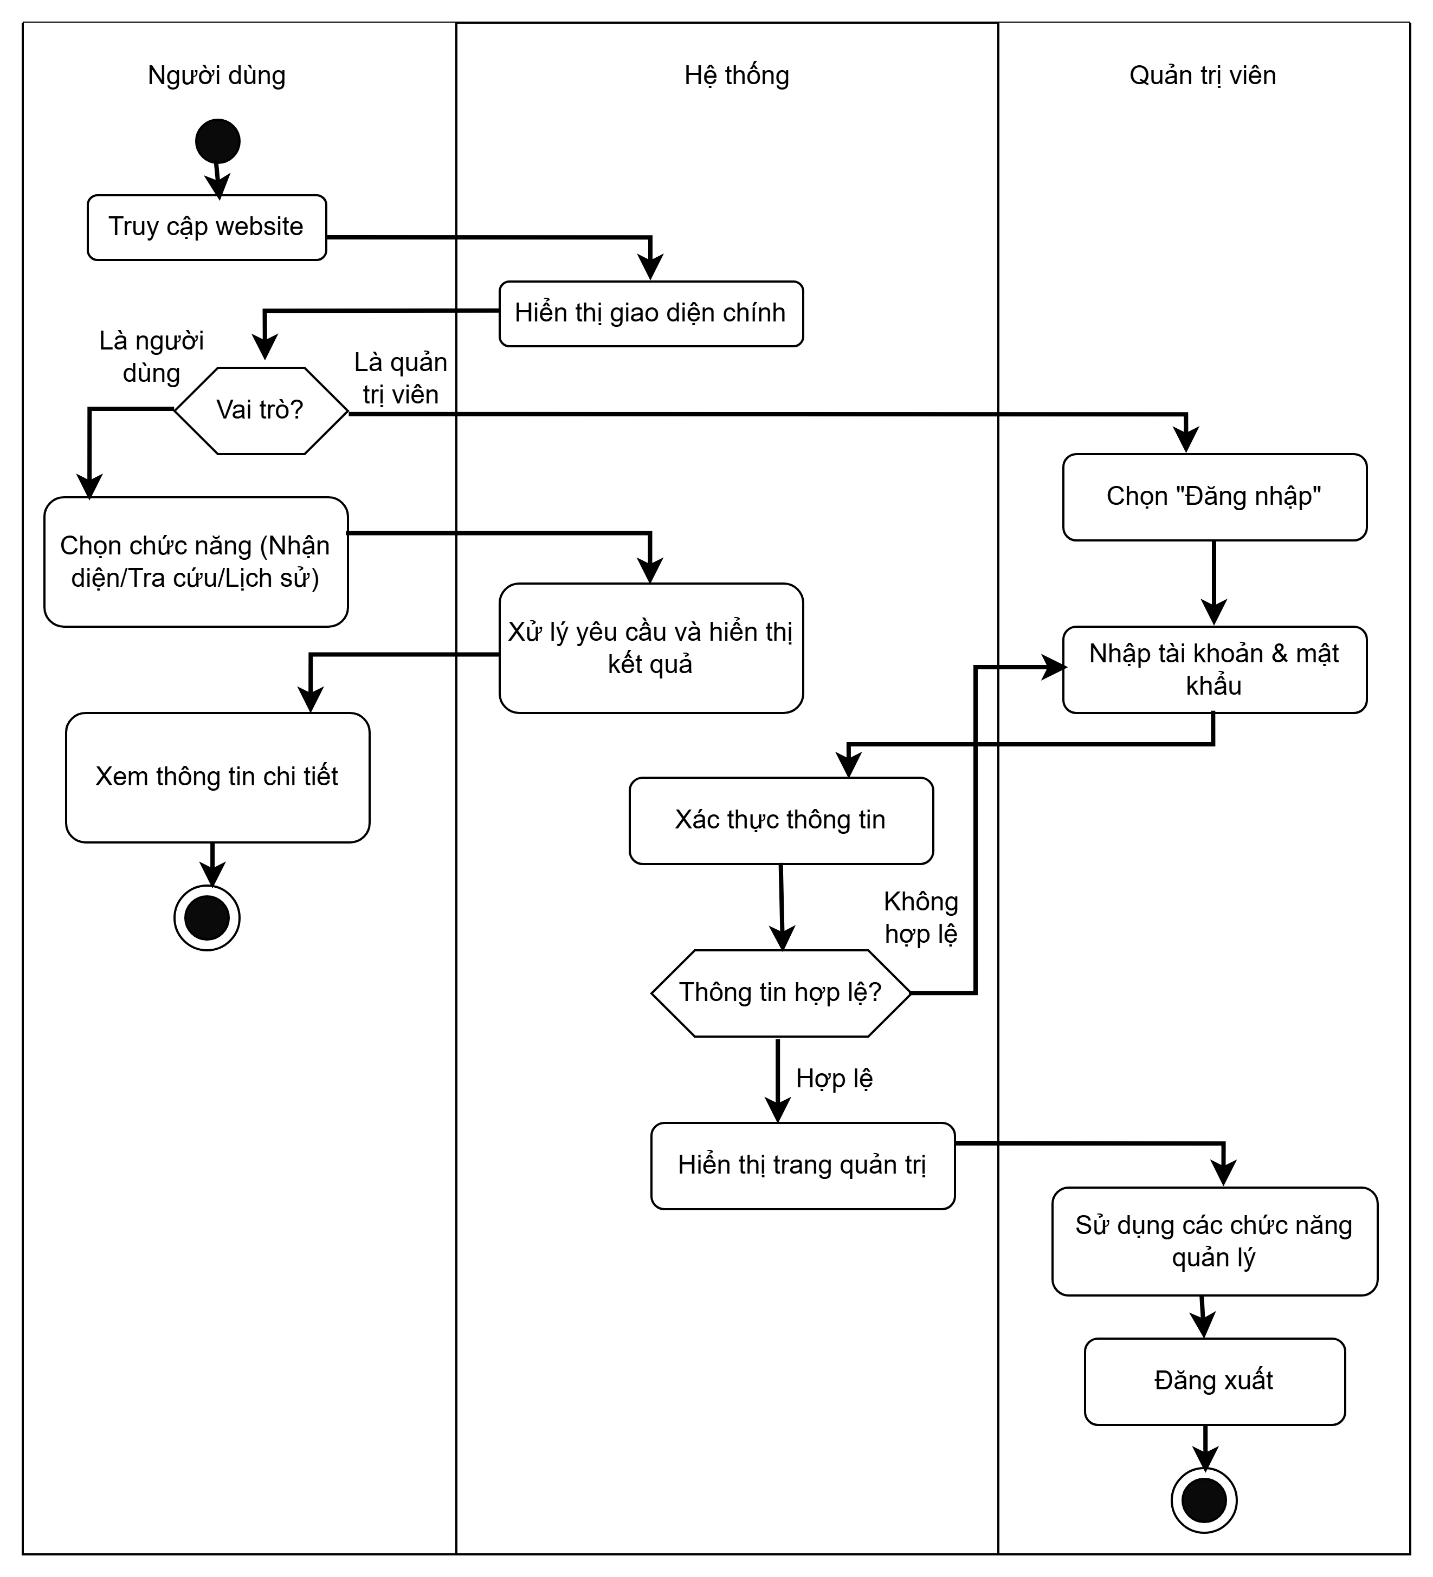 Người dùng
Hệ thống
Quản trị viên
Truy cập website
Hiển thị giao diện chính
Là người
dùng
Là quản
trị viên
Vai trò?
Chọn "Đăng nhập"
Chọn chức năng (Nhận
diện/Tra cứu/Lịch sử)
Xử lý yêu cầu và hiển thị
kết quả
Nhập tài khoản & mật
khẩu
Xem thông tin chi tiết
Xác thực thông tin
Không
hợp lệ
Thông tin hợp lệ?
Hợp lệ
Hiển thị trang quản trị
Sử dụng các chức năng
quản lý
Đăng xuất